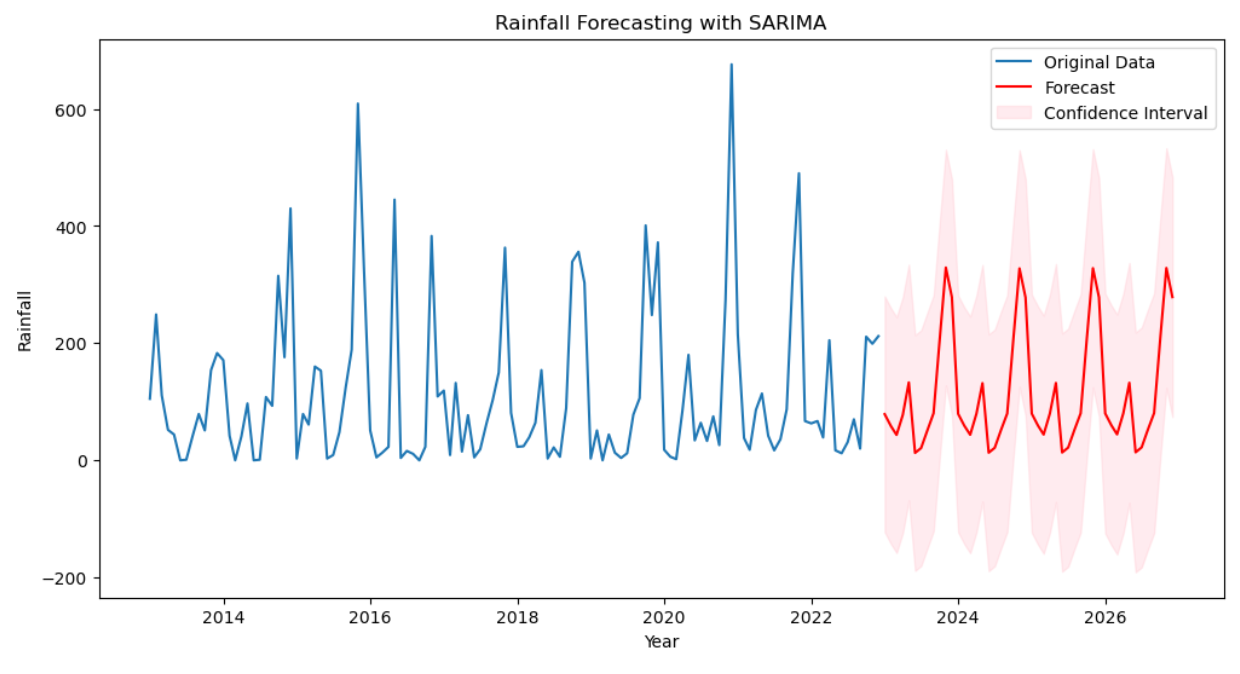 Rainfall Forecasting with SARIMA
Original Data
Forecast
Confidence Interval
Rainfall
600
400
200
0
−200
2014 2016 2018 2020 2022 2024 2026
Year